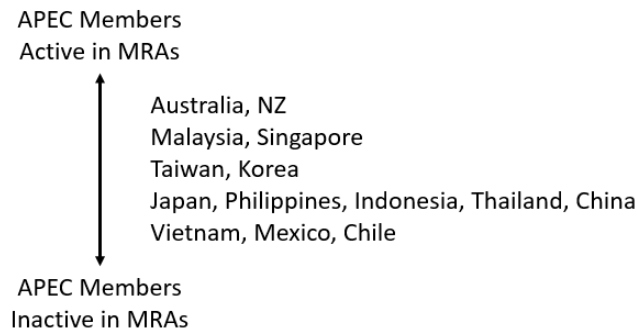 APEC Members
Active in MRAs
Australia, NZ
Malaysia, Singapore
Taiwan, Korea
Japan, Philippines, Indonesia, Thailand, China
Vietnam, Mexico, Chile
APEC Members
Inactive in MRAs